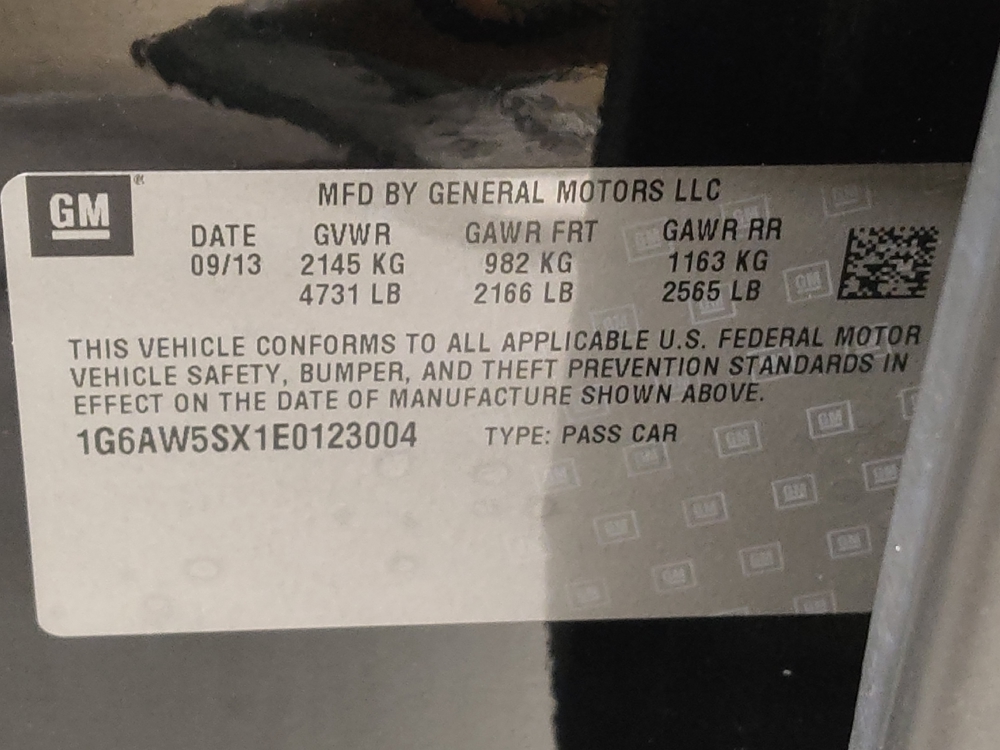 GM ®
MFD BY GENERAL MOTORS LLC
DATE GVWR GAWR FRT GAWR RR
09/13 2145 KG 982 KG 1163 KG
4731 LB 2166 LB 2565 LB
THIS VEHICLE CONFORMS TO ALL APPLICABLE U.S. FEDERAL MOTOR
VEHICLE SAFETY, BUMPER, AND THEFT PREVENTION STANDARDS IN
EFFECT ON THE DATE OF MANUFACTURE SHOWN ABOVE.
1G6AW5SX1E0123004 TYPE: PASS CAR